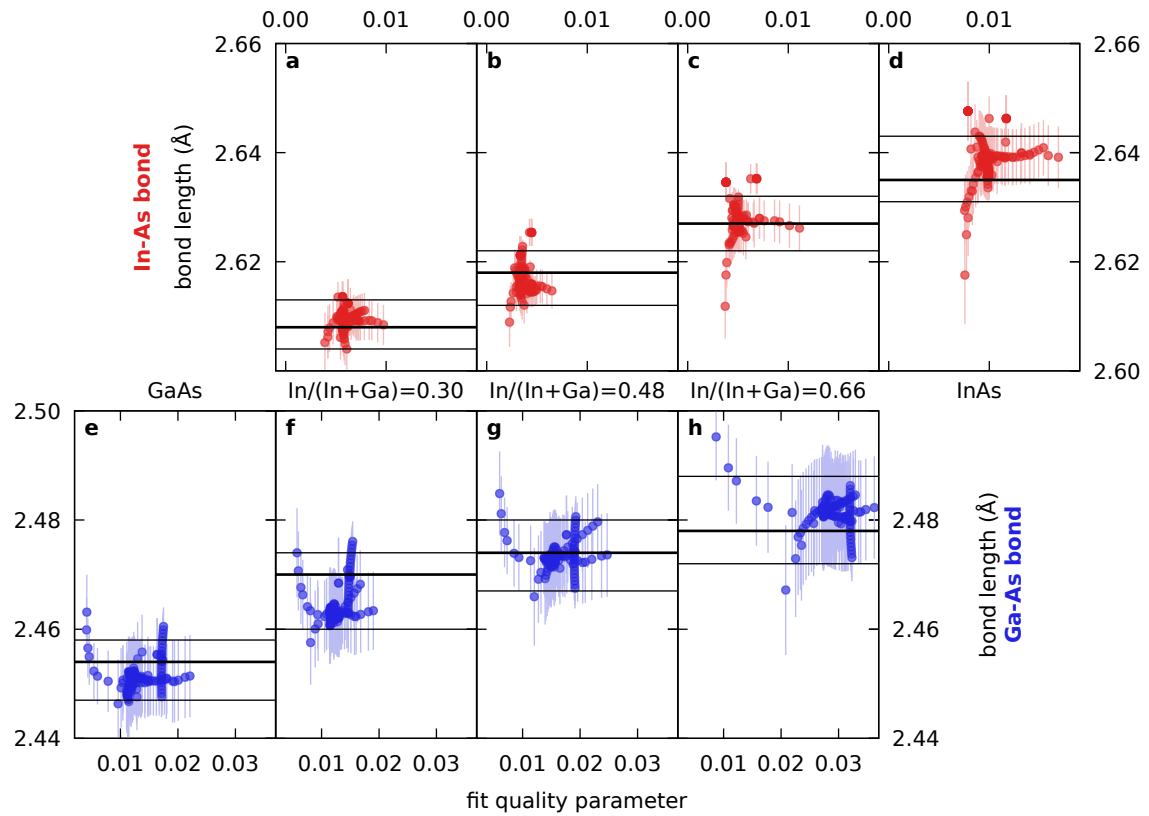 0.00 0.01 0.00 0.01 0.00 0.01 0.01
2.66 a b c d 2.66
2.64 2.64
In-As bond
bond length (Å)
2.62 2.62
2.60
GaAs In/(In+Ga)=0.30 In/(In+Ga)=0.48 In/(In+Ga)=0.66 InAs
2.50 e f g h
2.48 2.48
bond length (Å)
Ga-As bond
2.46 2.46
2.44 2.44
0.01 0.02 0.03 0.01 0.02 0.03 0.01 0.02 0.03 0.01 0.02 0.03
fit quality parameter